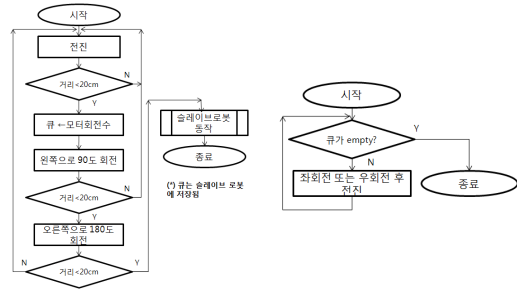 시작
전진
거리<20cm
N
Y
큐 ←모터회전수
왼쪽으로 90도 회전
거리<20cm
N
Y
오른쪽으로 180도
회전
N
거리<20cm
Y
슬레이브로봇
동작
종료
(*) 큐는 슬레이브 로봇
에 저장됨
시작
큐가 empty?
Y
N
좌회전 또는 우회전 후
전진
종료